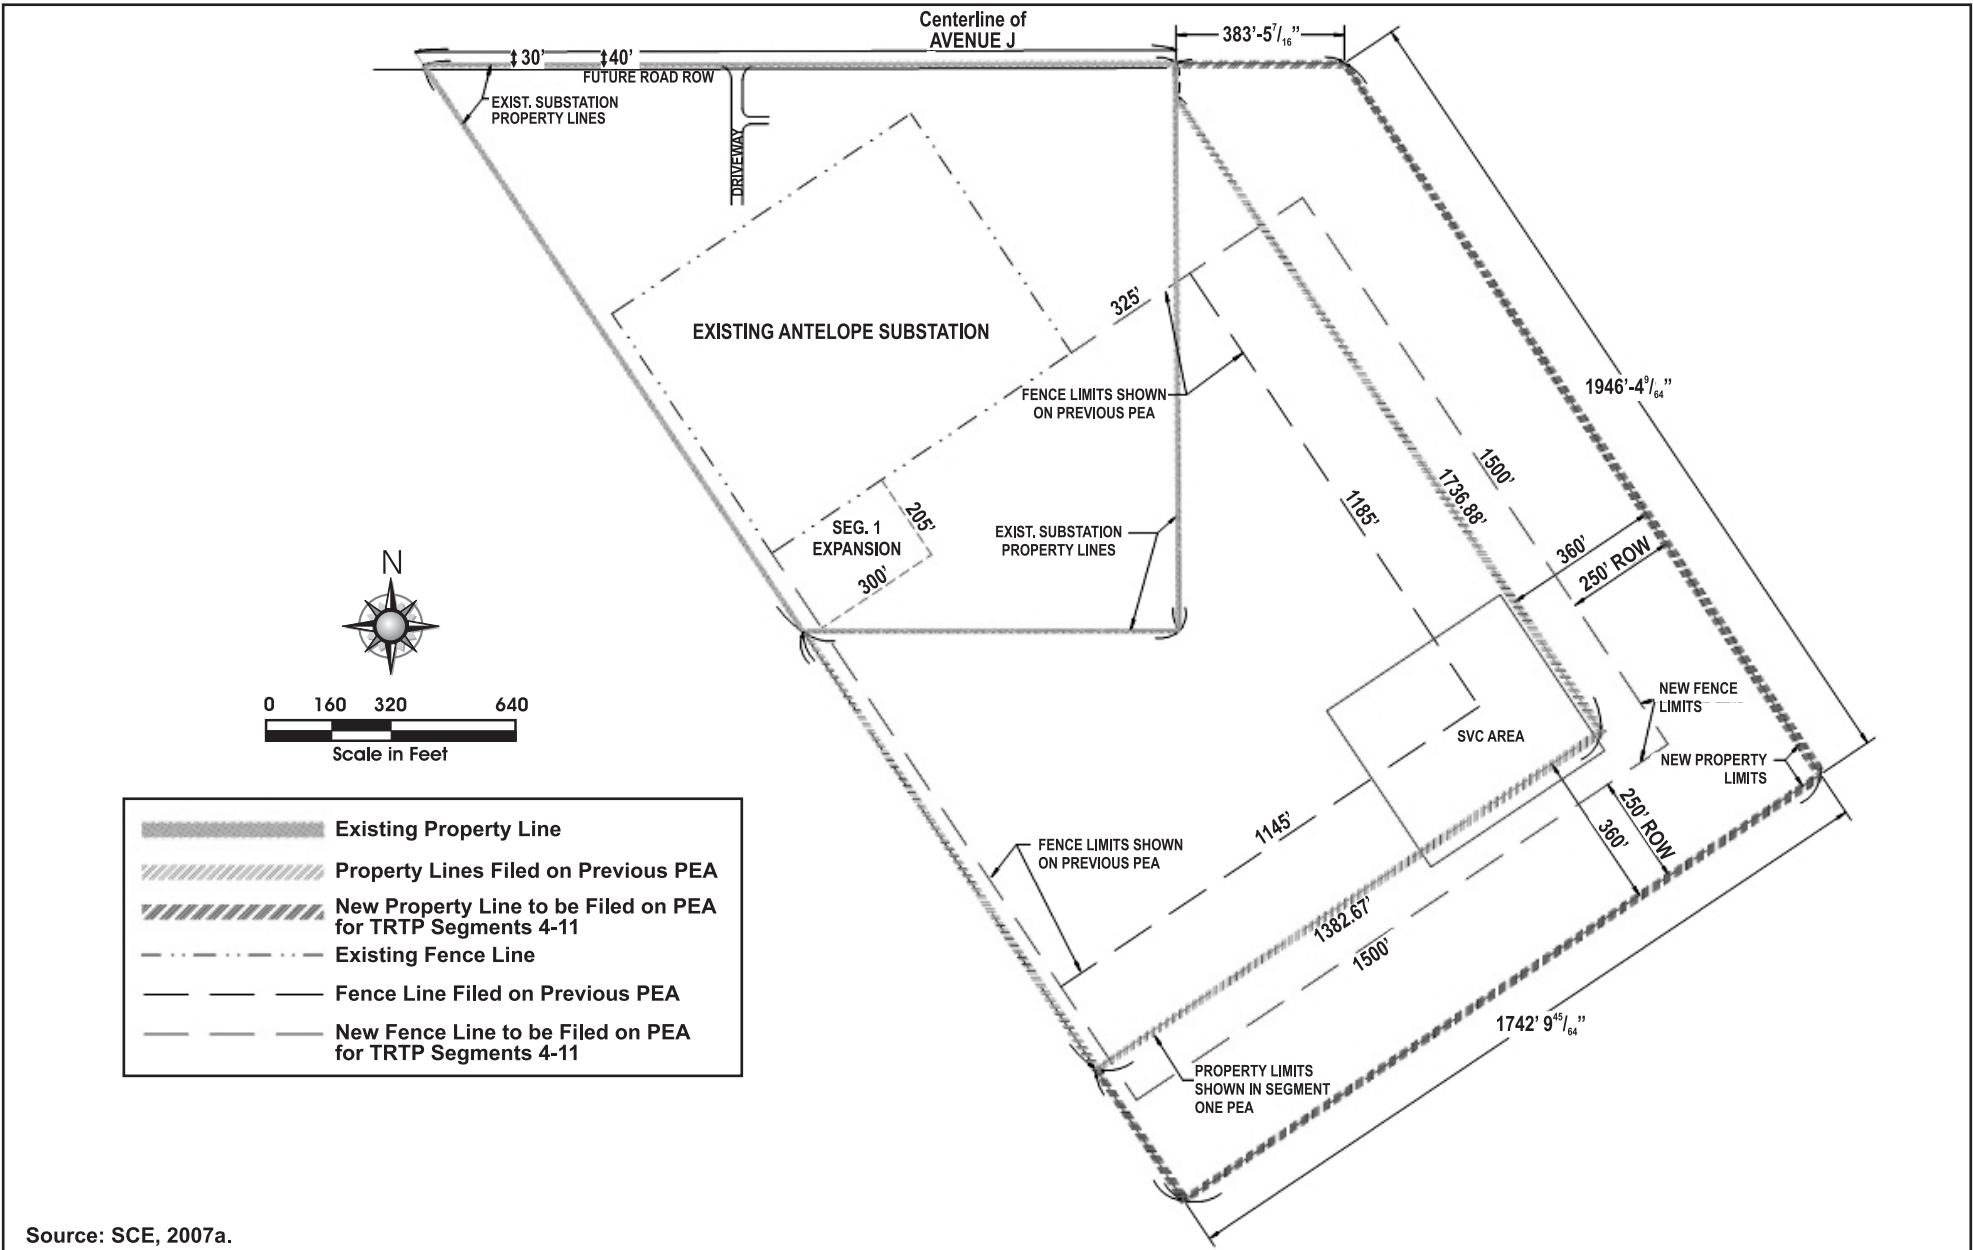 Centerline of
AVENUE J
383'-5 7/16"
30'
40'
FUTURE ROAD ROW
EXIST. SUBSTATION
PROPERTY LINES
DRIVEWAY
EXISTING ANTELOPE SUBSTATION
325'
FENCE LIMITS SHOWN
ON PREVIOUS PEA
1946'-4 9/64"
1500'
1736.88'
1185'
SEG. 1
EXPANSION
205'
300'
EXIST. SUBSTATION
PROPERTY LINES
360'
250' ROW
N
0 160 320 640
Scale in Feet
NEW FENCE
LIMITS
SVC AREA
NEW PROPERTY
LIMITS
250' ROW
360'
1145'
FENCE LIMITS SHOWN
ON PREVIOUS PEA
1382.67'
1500'
1742' 9 45/64"
PROPERTY LIMITS
SHOWN IN SEGMENT
ONE PEA
Existing Property Line
Property Lines Filed on Previous PEA
New Property Line to be Filed on PEA
for TRTP Segments 4-11
Existing Fence Line
Fence Line Filed on Previous PEA
New Fence Line to be Filed on PEA
for TRTP Segments 4-11
Source: SCE, 2007a.